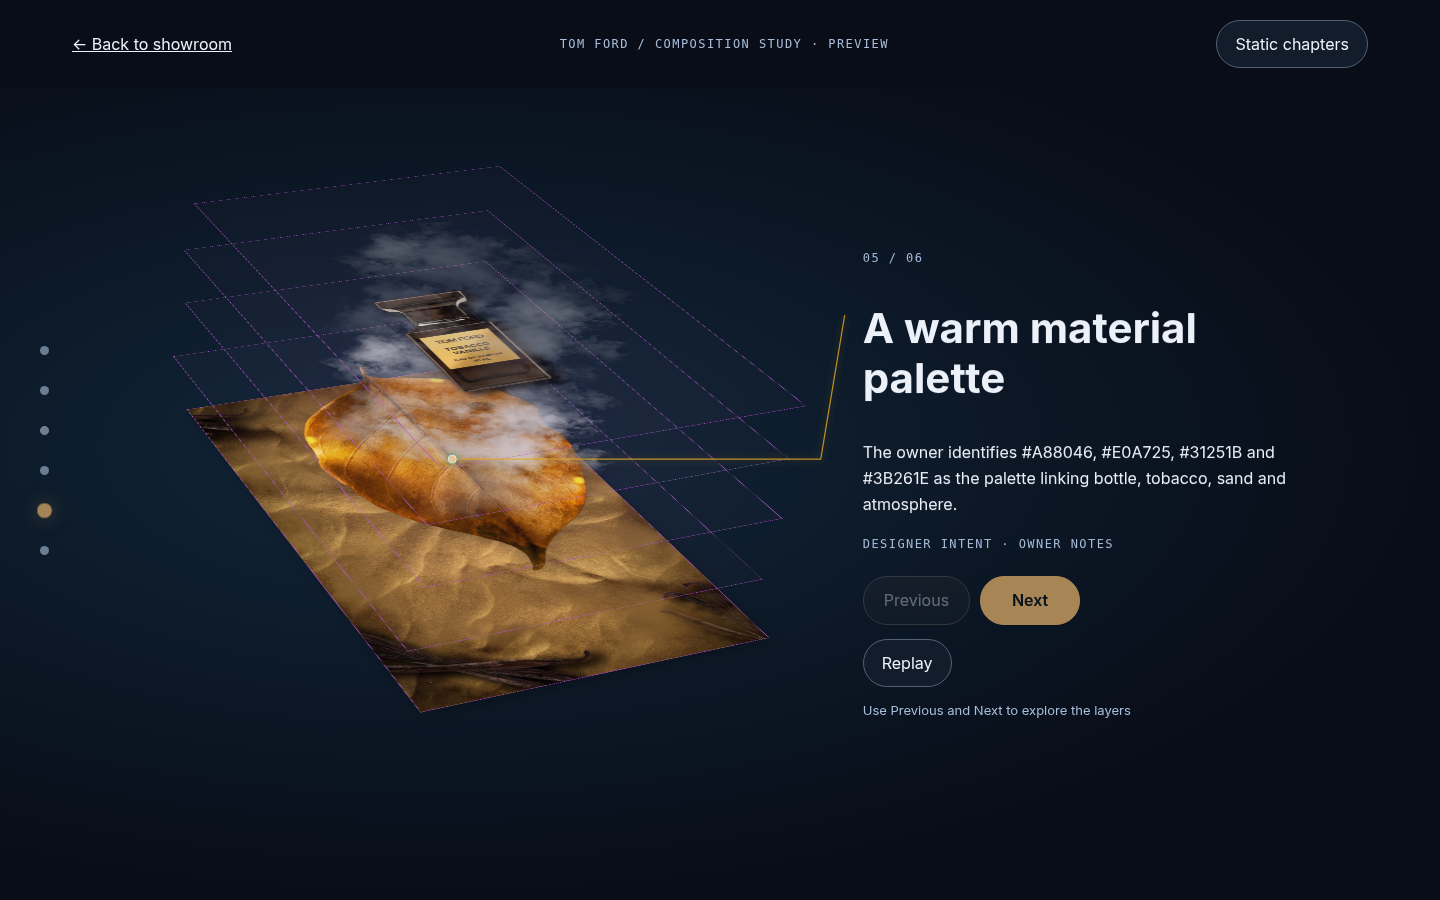 ← Back to showroom
TOM FORD / COMPOSITION STUDY · PREVIEW
Static chapters
TOM FORD
TOBACCO
VANILLE
05 / 06
A warm material
palette
The owner identifies #A88046, #E0A725, #31251B and
#3B261E as the palette linking bottle, tobacco, sand and
atmosphere.
DESIGNER INTENT · OWNER NOTES
Previous
Next
Replay
Use Previous and Next to explore the layers